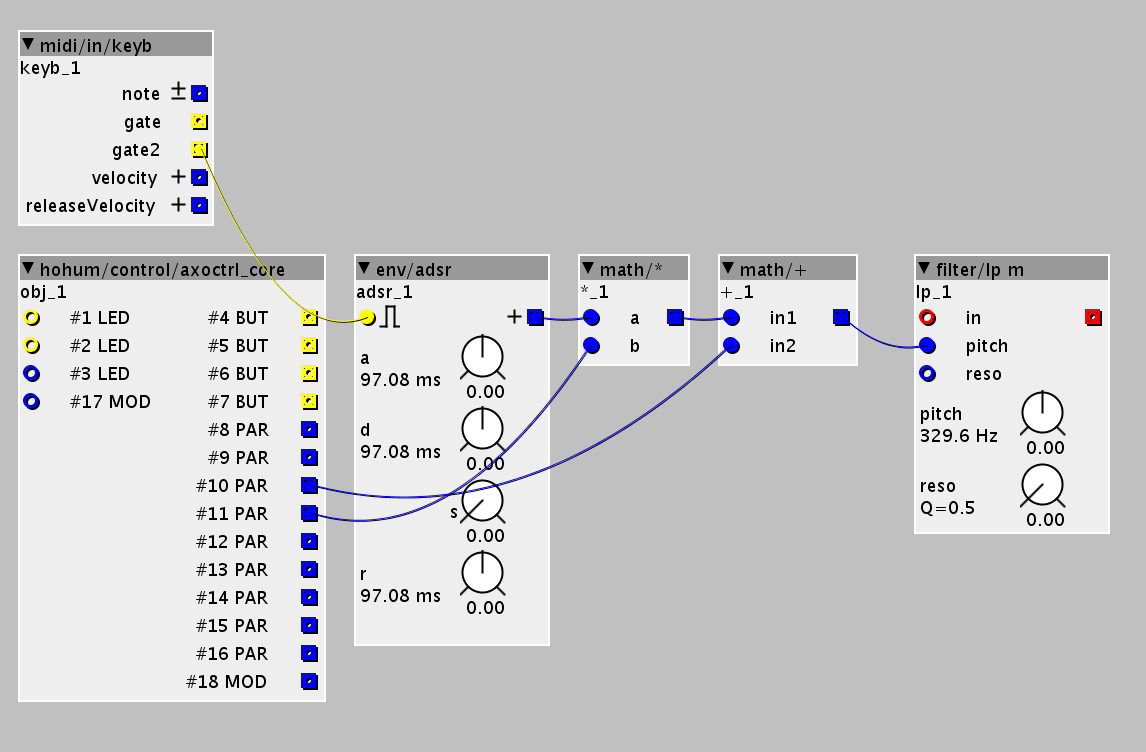 midi/in/keyb
keyb_1
note ±
gate
gate2
velocity +
releaseVelocity +
hohum/control/axoctrl_core
obj_1
#1 LED #4 BUT
#2 LED #5 BUT
#3 LED #6 BUT
#17 MOD #7 BUT
#8 PAR
#9 PAR
#10 PAR
#11 PAR
#12 PAR
#13 PAR
#14 PAR
#15 PAR
#16 PAR
#18 MOD
env/adsr
adsr_1
+
a
97.08 ms
0.00
d
97.08 ms
0.00
s
0.00
r
97.08 ms
0.00
math/*
*_1
a
b
math/+
+_1
in1
in2
filter/lp m
lp_1
in
pitch
reso
pitch
329.6 Hz
0.00
reso
Q=0.5
0.00